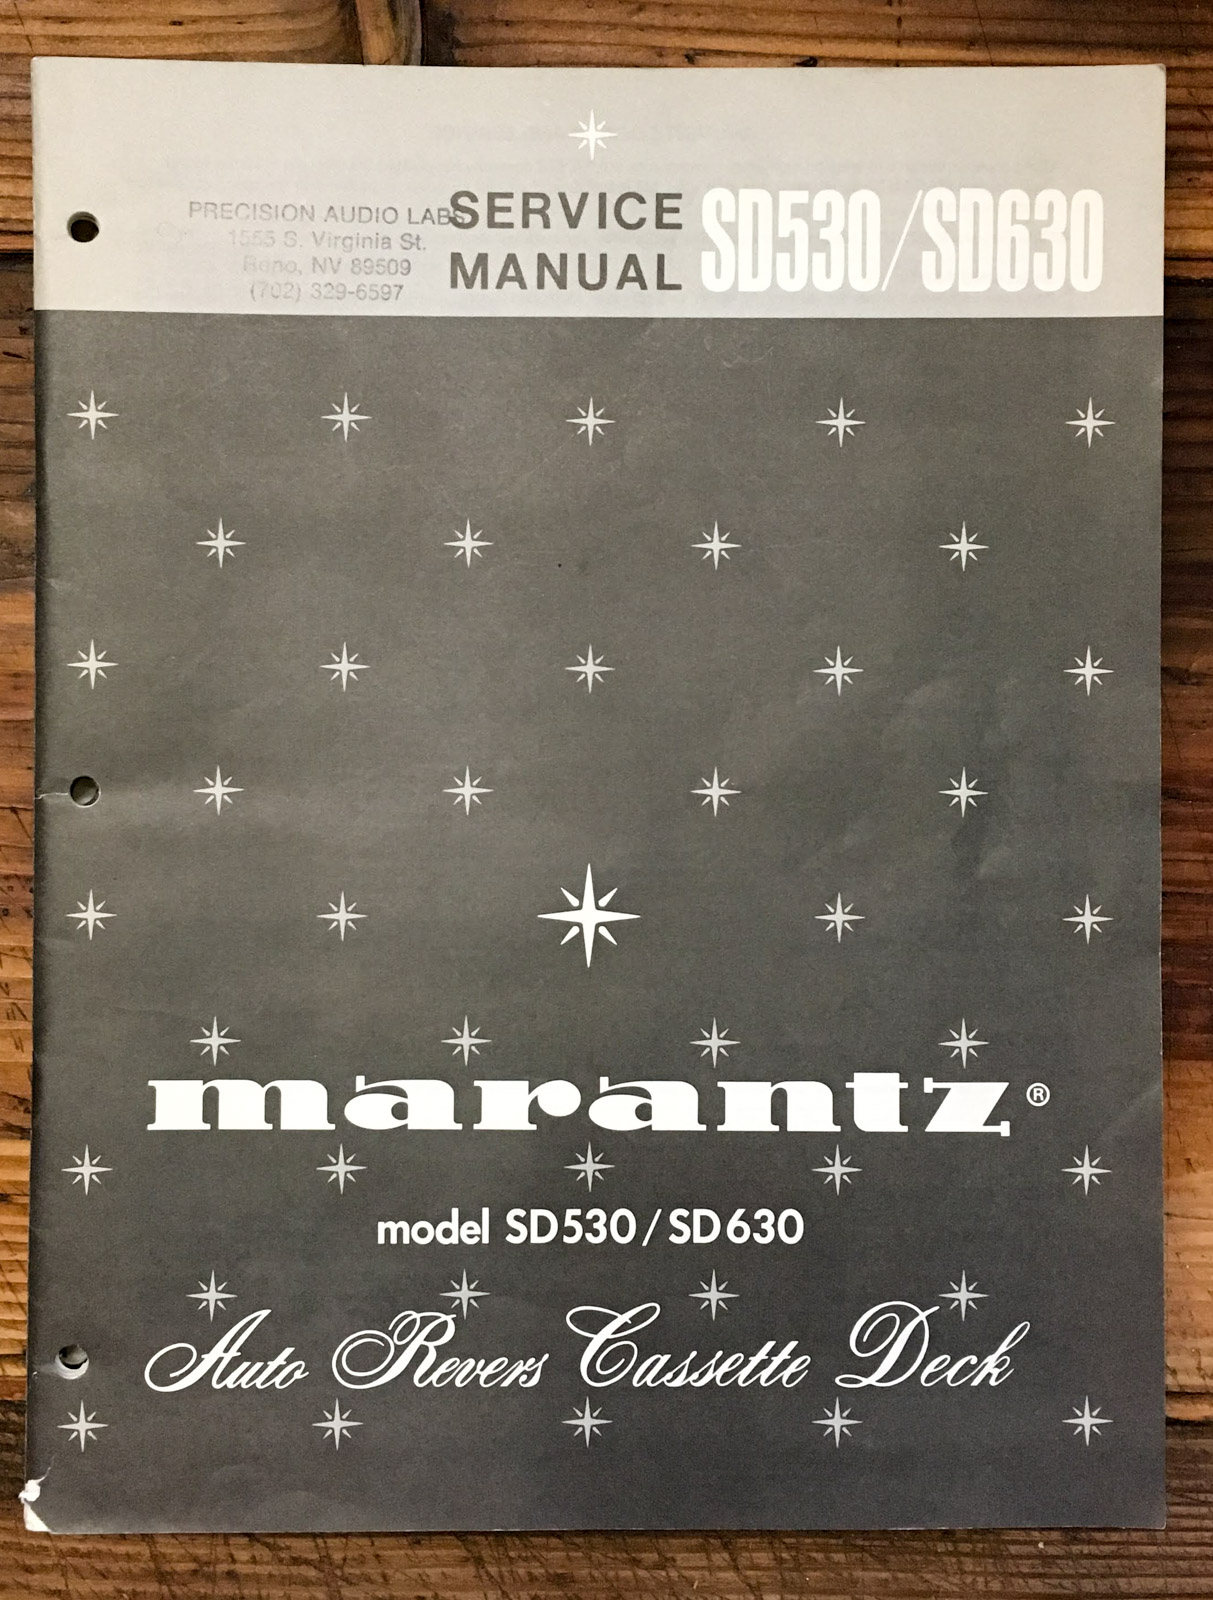 PRECISION AUDIO LABS
1555 S. Virginia St.
Reno, NV 89509
(702) 329-6597
SERVICE
MANUAL
SD530/SD630
marantz®
model SD530/SD630
Auto Revers Cassette Deck